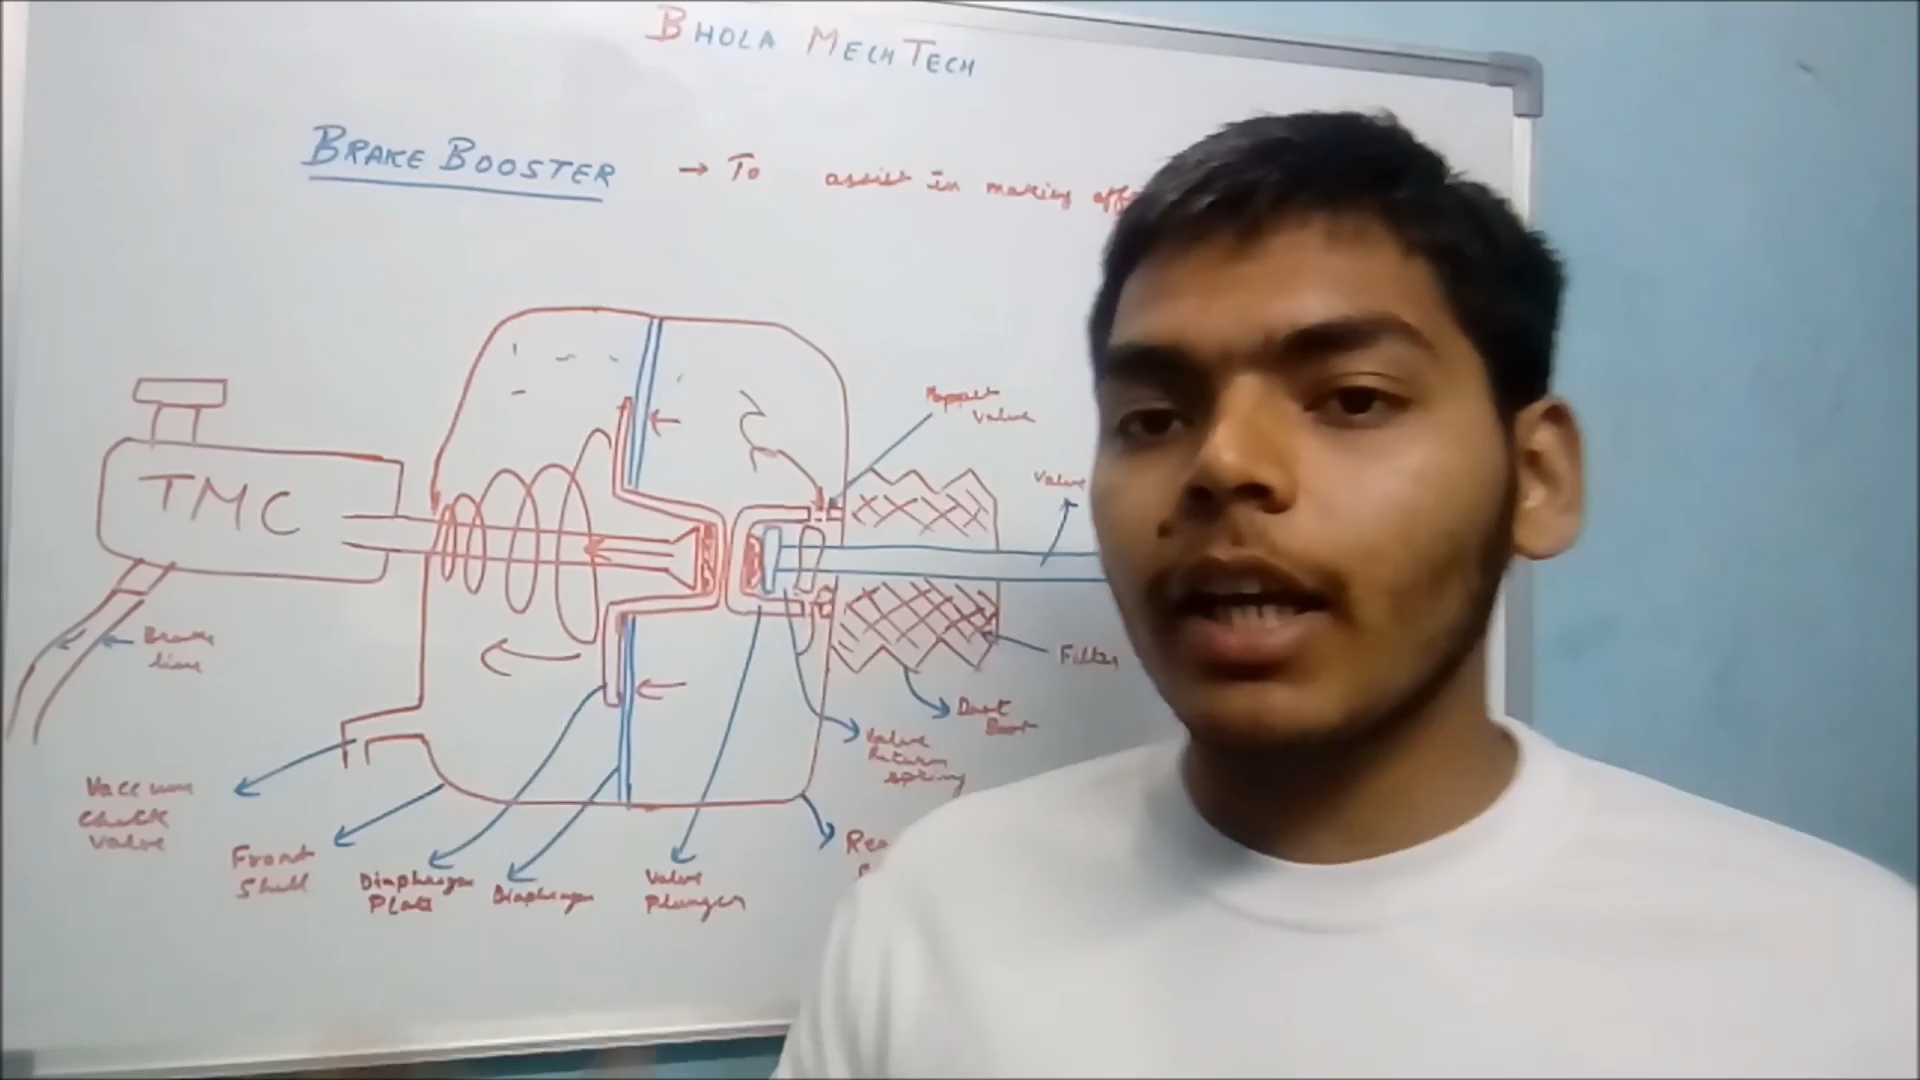 BHOLA MECH TECH
BRAKE BOOSTER → To assist in making
Poppet
Valve
Valve
TMC
Brake
line
Filter
Dust
Boot
Valve
Return
spring
Vaccum
Check
Valve
Front
Shell
Diaphragm
Plate
Diaphragm
Valve
Plunger